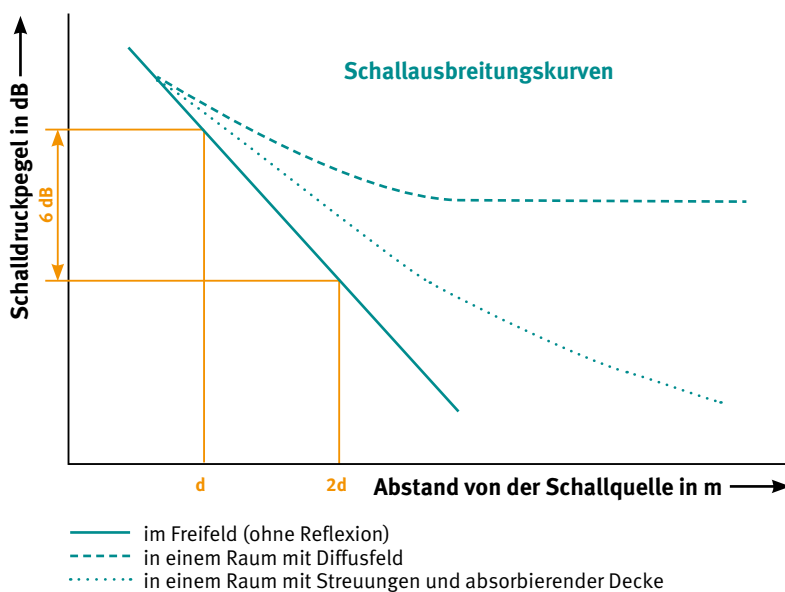 Schallausbreitungskurven
Schalldruckpegel in dB
6 dB
d
2d
Abstand von der Schallquelle in m
im Freifeld (ohne Reflexion)
in einem Raum mit Diffusfeld
in einem Raum mit Streuungen und absorbierender Decke